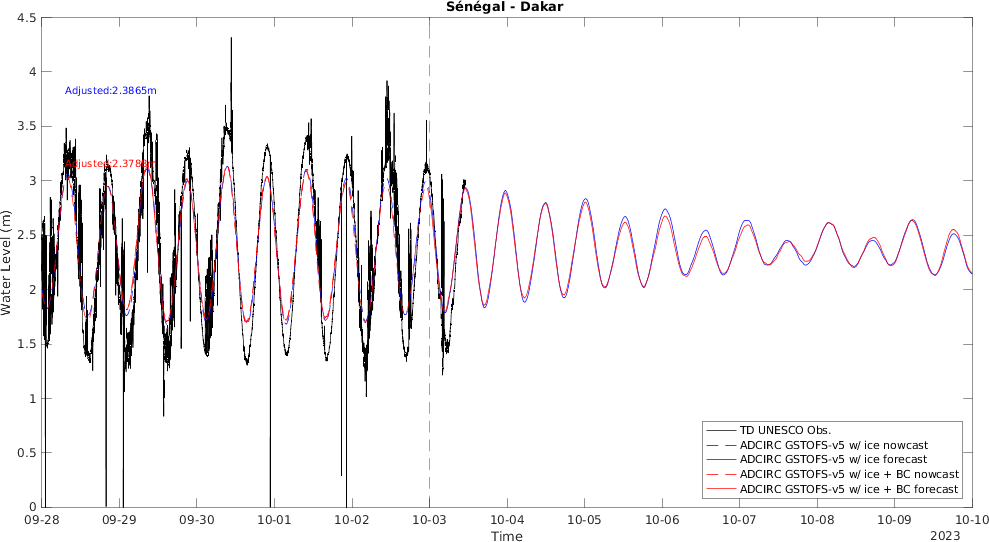 Sénégal - Dakar
4.5
4
3.5
3
2.5
2
1.5
1
0.5
0
Water Level (m)
Adjusted:2.3865m
Adjusted:2.3788m
09-28
09-29
09-30
10-01
10-02
10-03
10-04
10-05
10-06
10-07
10-08
10-09
10-10
Time
2023
TD UNESCO Obs.
ADCIRC GSTOFS-v5 w/ ice nowcast
ADCIRC GSTOFS-v5 w/ ice forecast
ADCIRC GSTOFS-v5 w/ ice + BC nowcast
ADCIRC GSTOFS-v5 w/ ice + BC forecast